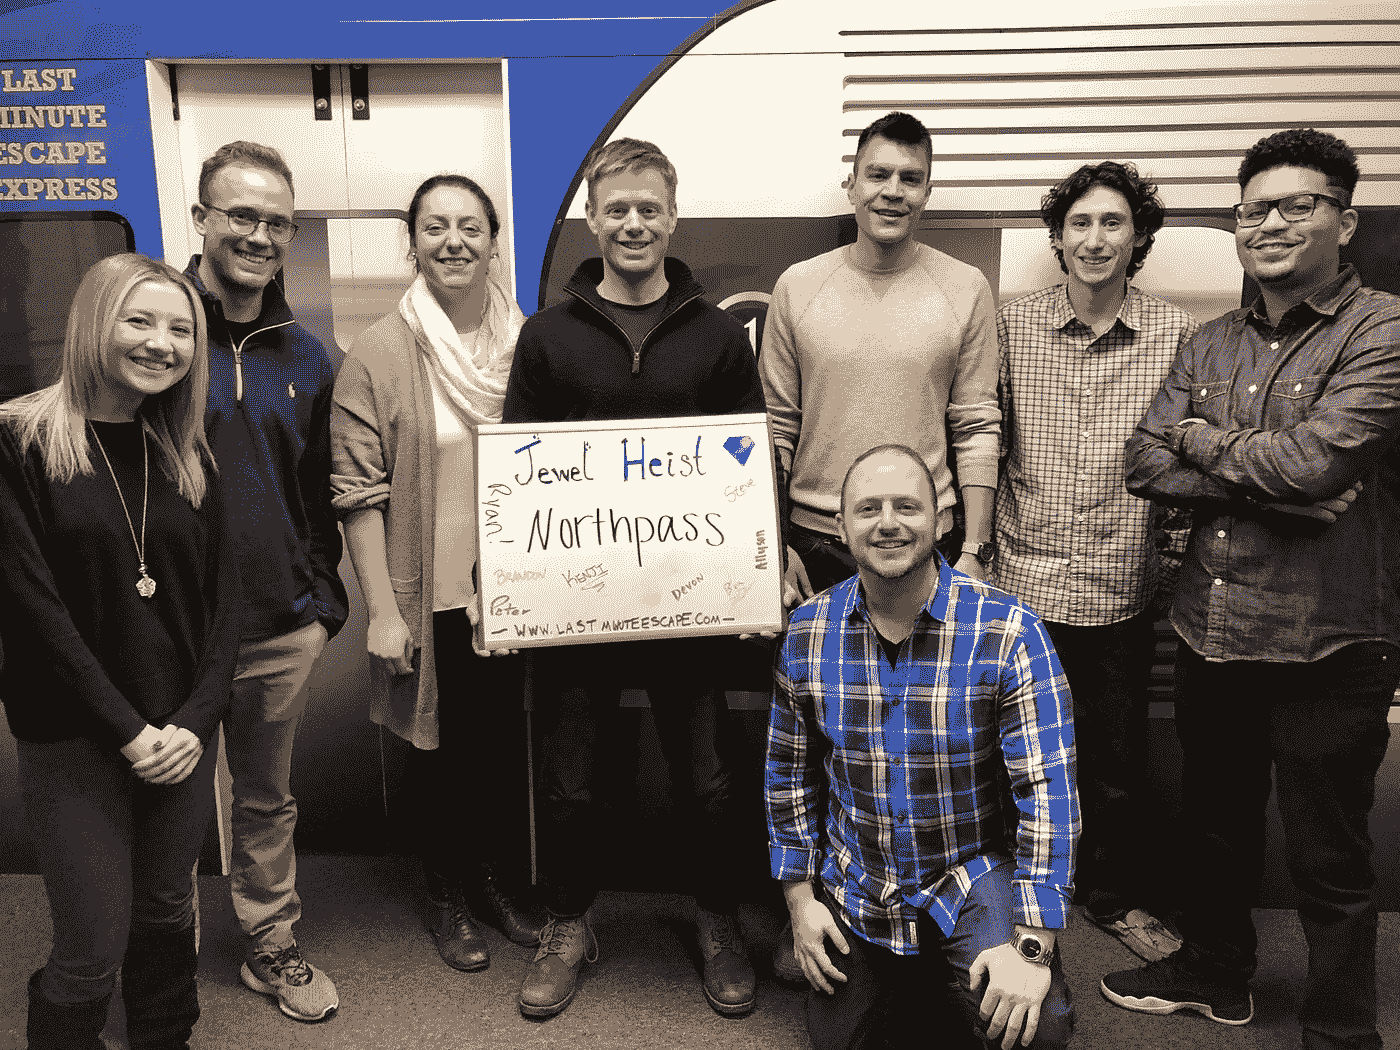 LAST
MINUTE
ESCAPE
EXPRESS
Jewel Heist
Ryan
Steve
Northpass
Allyson
BRANDON
KENJI
DEVON
Peter
— WWW.LASTMINUTEESCAPE.COM —